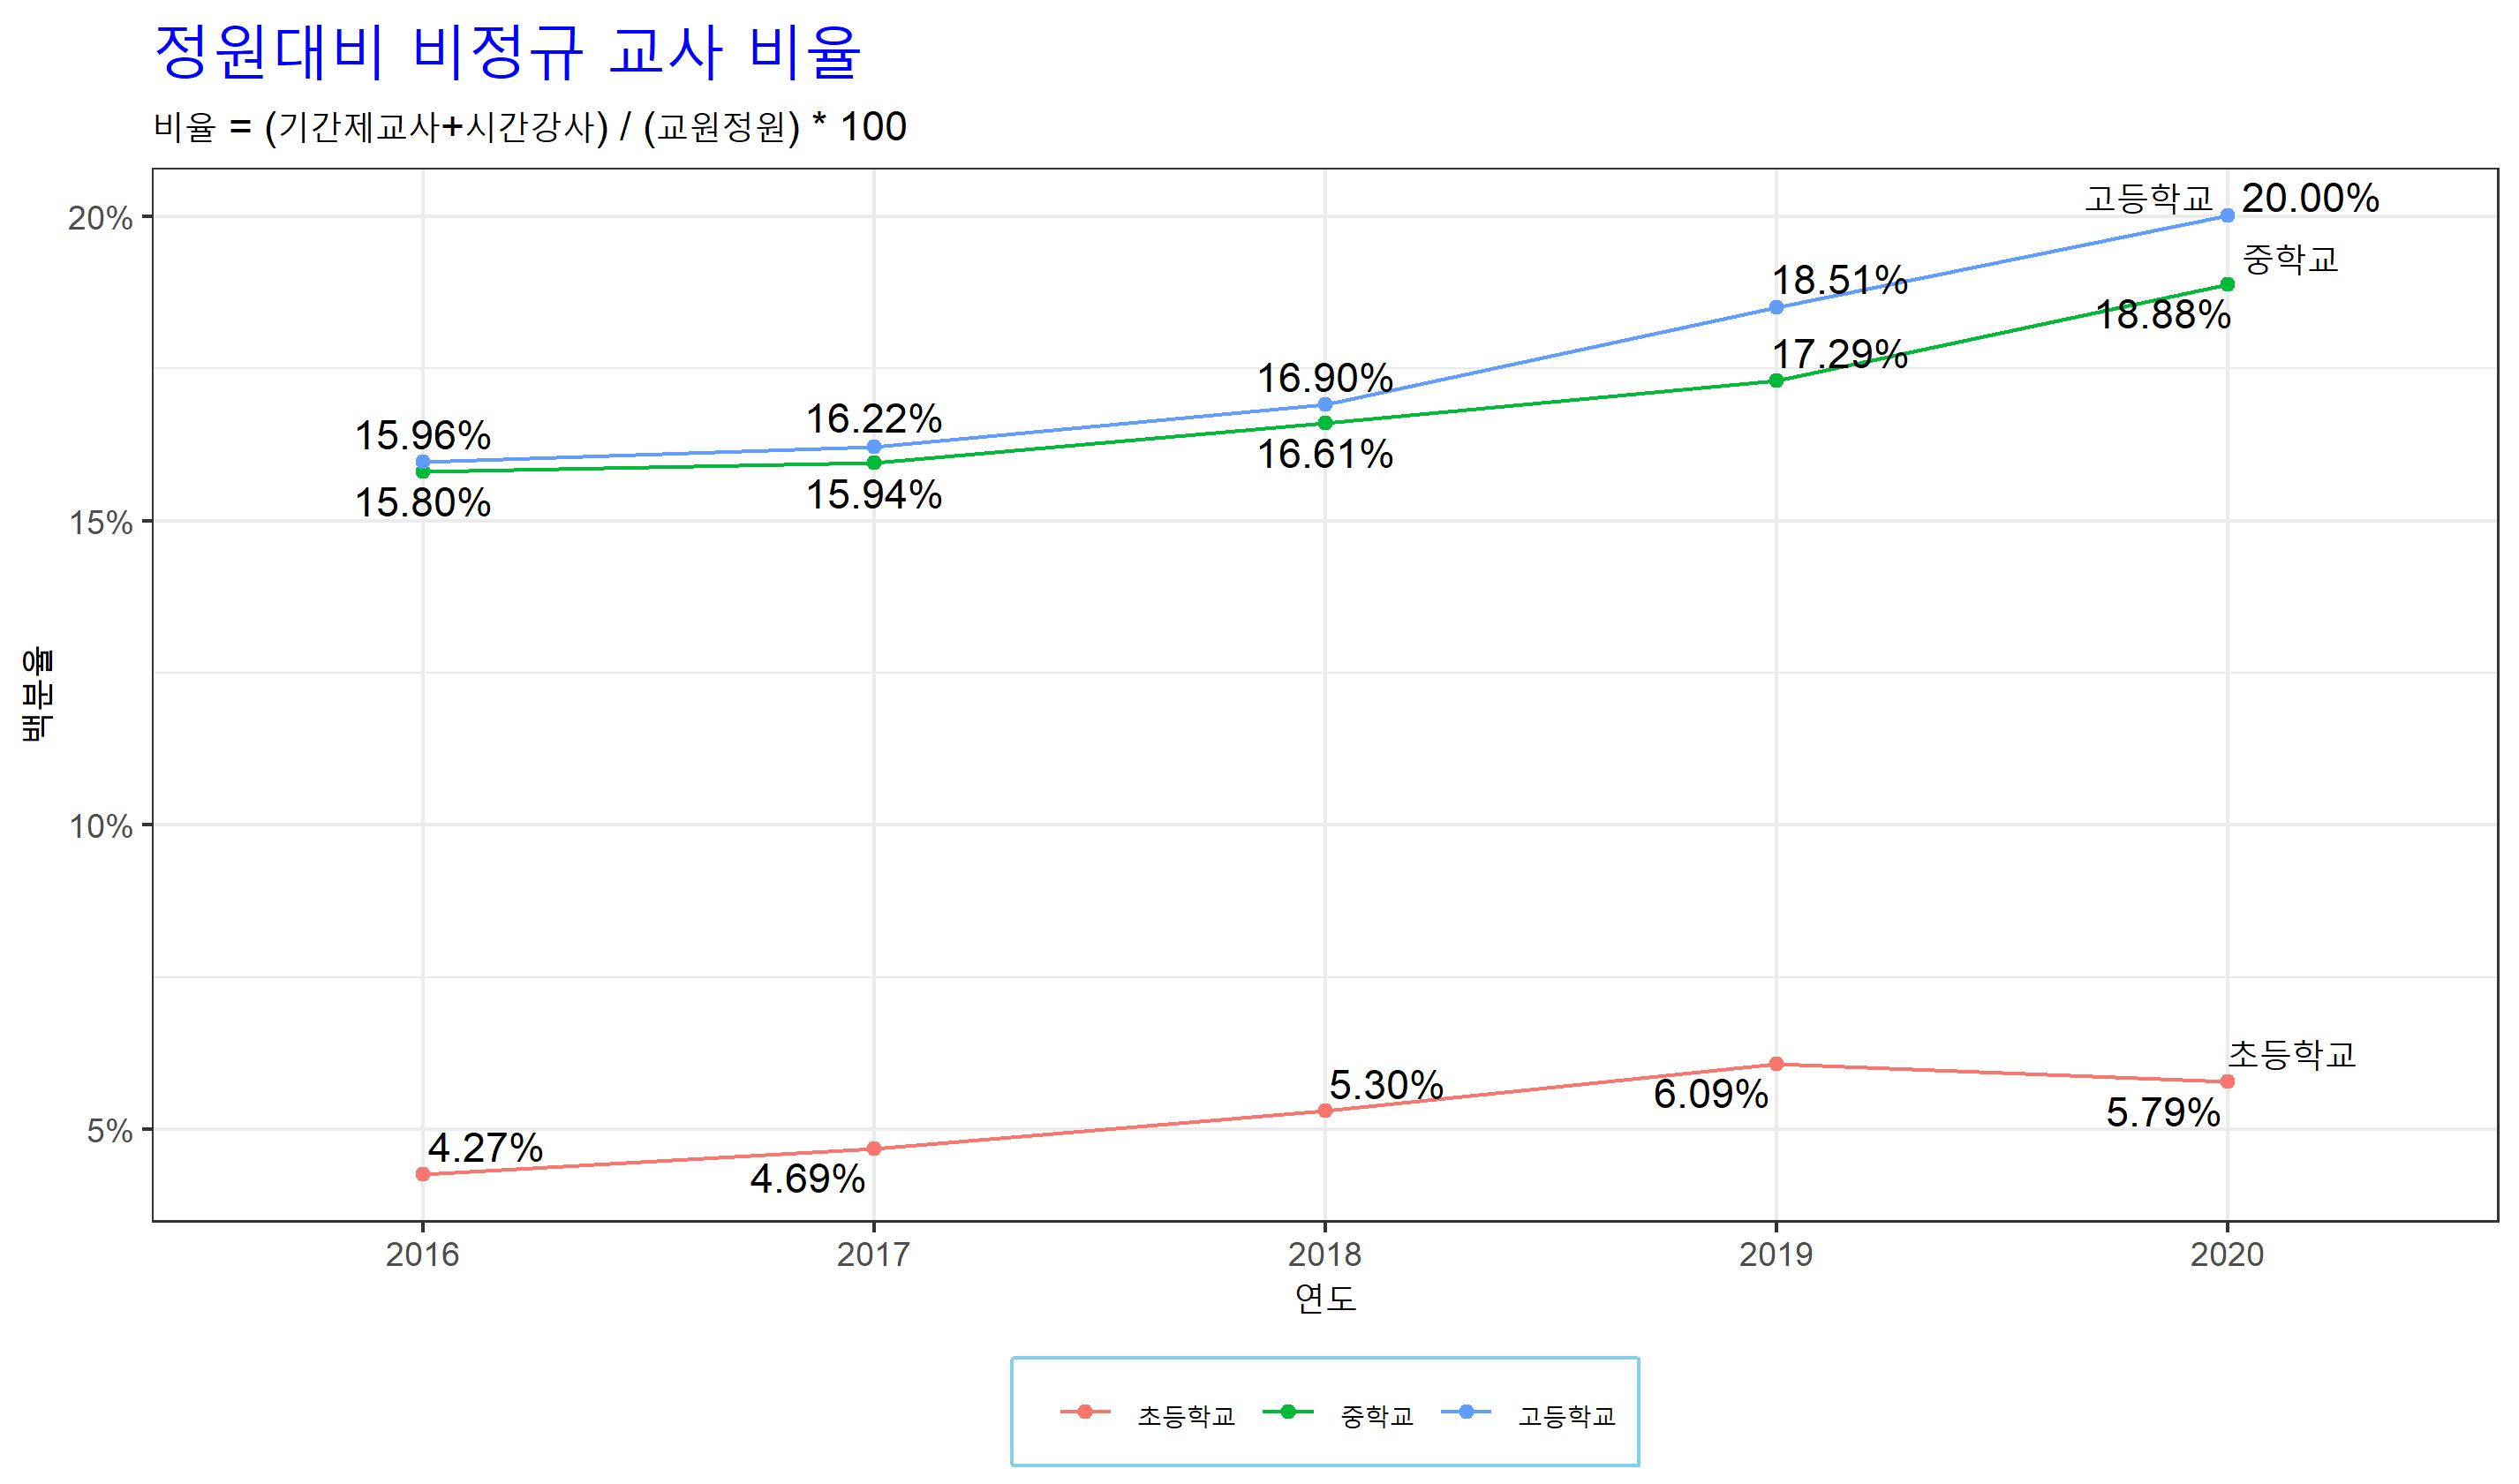 정원대비 비정규 교사 비율
비율 = (기간제교사+시간강사) / (교원정원) * 100
백분율
20%
15%
10%
5%
고등학교 20.00%
중학교
18.51%
18.88%
17.29%
16.90%
16.22%
15.96%
16.61%
15.94%
15.80%
초등학교
5.30%
6.09%
5.79%
4.27%
4.69%
2016 2017 2018 2019 2020
연도
초등학교 중학교 고등학교